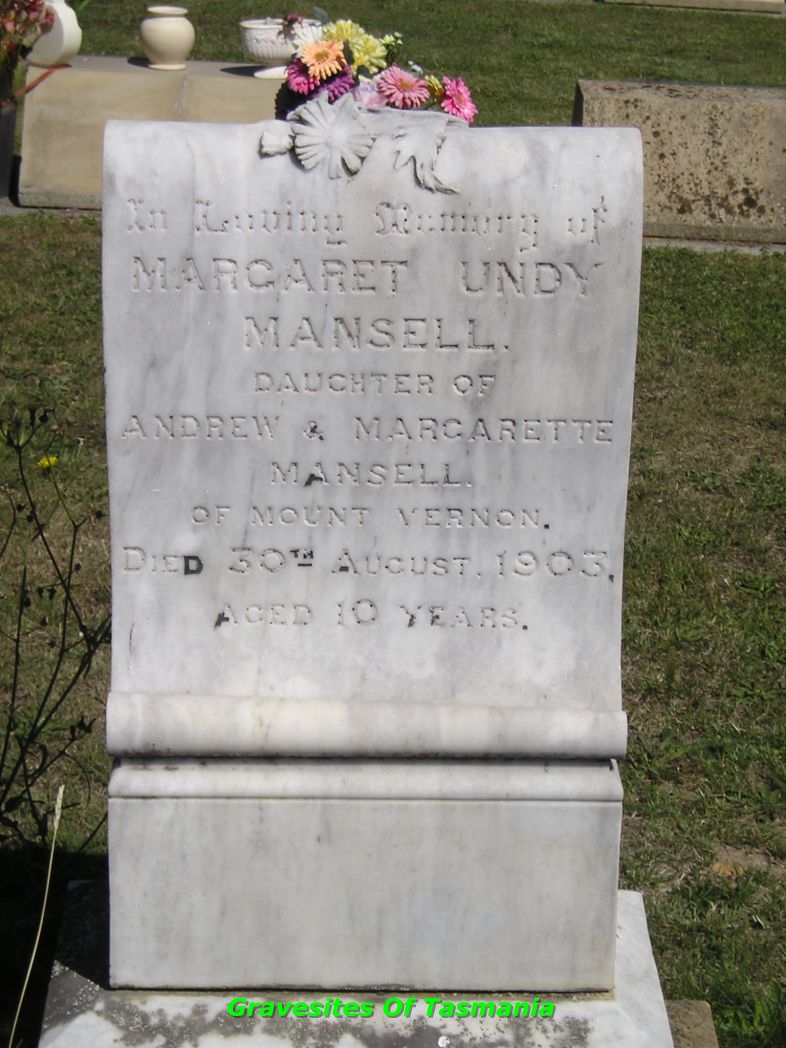 In Loving Memory of
MARGARET UNDY
MANSELL.
DAUGHTER OF
ANDREW & MARGARETTE
MANSELL.
OF MOUNT VERNON.
DIED 30TH AUGUST, 1903,
AGED 10 YEARS.
Gravesites Of Tasmania